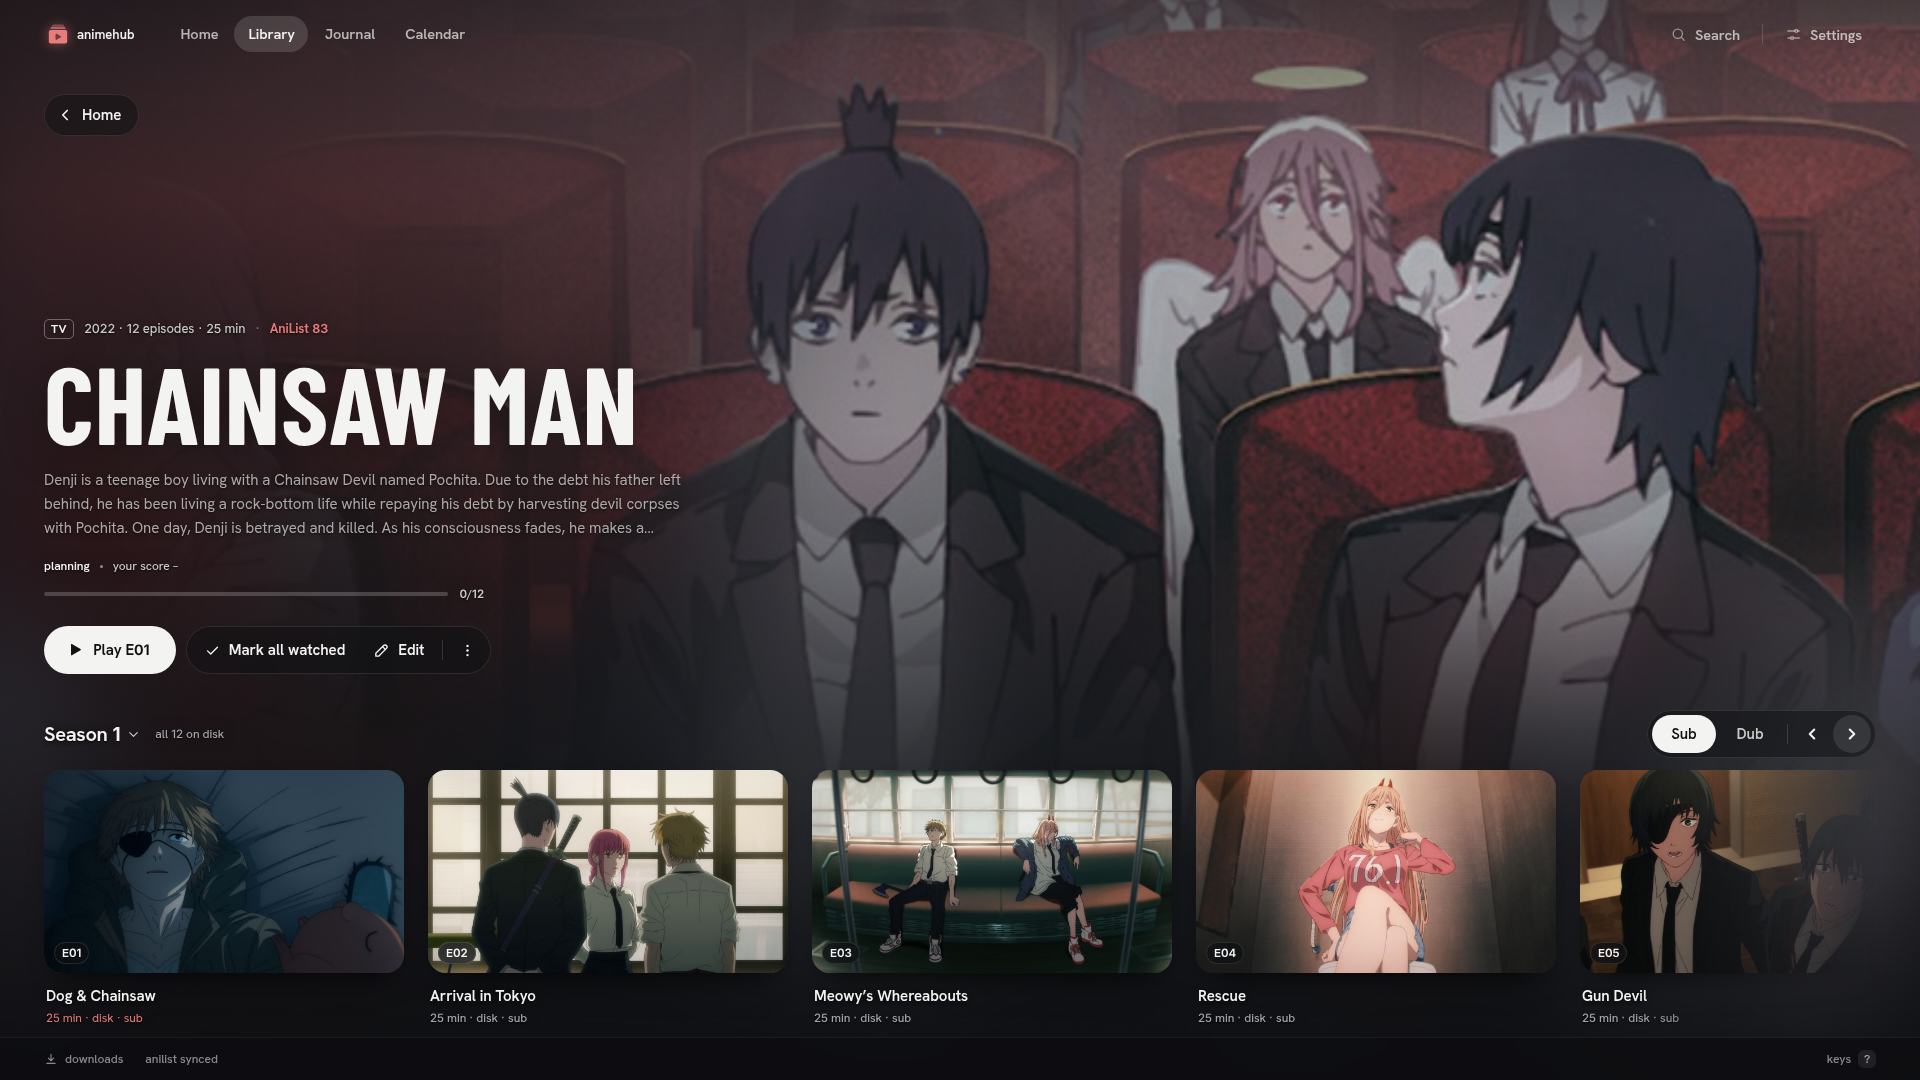 animehub
Home
Library
Journal
Calendar
Search
Settings
Home
TV
2022 · 12 episodes · 25 min · AniList 83
CHAINSAW MAN
Denji is a teenage boy living with a Chainsaw Devil named Pochita. Due to the debt his father left
behind, he has been living a rock-bottom life while repaying his debt by harvesting devil corpses
with Pochita. One day, Denji is betrayed and killed. As his consciousness fades, he makes a...
planning • your score –
0/12
Play E01
Mark all watched
Edit
Season 1
all 12 on disk
Sub
Dub
E01
E02
E03
76.1
E04
E05
Dog & Chainsaw
25 min · disk · sub
Arrival in Tokyo
25 min · disk · sub
Meowy’s Whereabouts
25 min · disk · sub
Rescue
25 min · disk · sub
Gun Devil
25 min · disk · sub
downloads
anilist synced
keys ?